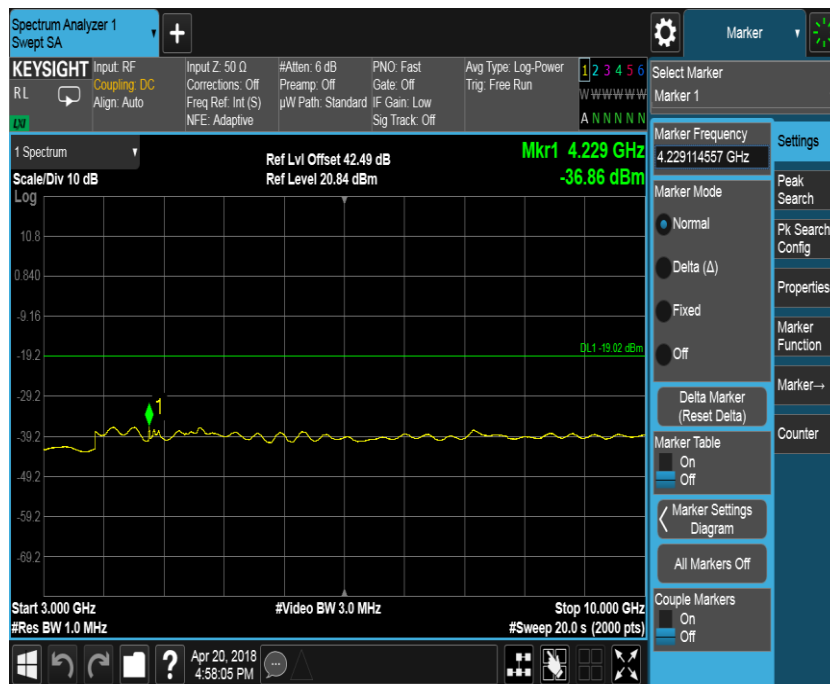 Spectrum Analyzer 1
Swept SA
Marker
KEYSIGHT
RL
LXI
Input: RF
Coupling: DC
Align: Auto
Input Z: 50 Ω
Corrections: Off
Freq Ref: Int (S)
NFE: Adaptive
#Atten: 6 dB
Preamp: Off
µW Path: Standard
PNO: Fast
Gate: Off
IF Gain: Low
Sig Track: Off
Avg Type: Log-Power
Trig: Free Run
1 2 3 4 5 6
W W W W W W
A N N N N N
Select Marker
Marker 1
1 Spectrum
Scale/Div 10 dB
Log
Ref Lvl Offset 42.49 dB
Ref Level 20.84 dBm
Mkr1 4.229 GHz
-36.86 dBm
10.8
0.840
-9.16
-19.2
-29.2
-39.2
-49.2
-59.2
-69.2
DL1 -19.02 dBm
1
Start 3.000 GHz
#Res BW 1.0 MHz
#Video BW 3.0 MHz
Stop 10.000 GHz
#Sweep 20.0 s (2000 pts)
Marker Frequency
4.229114557 GHz
Marker Mode
Normal
Delta (Δ)
Fixed
Off
Delta Marker
(Reset Delta)
Marker Table
On
Off
Marker Settings
Diagram
All Markers Off
Couple Markers
On
Off
Settings
Peak
Search
Pk Search
Config
Properties
Marker
Function
Marker→
Counter
?
Apr 20, 2018
4:58:05 PM